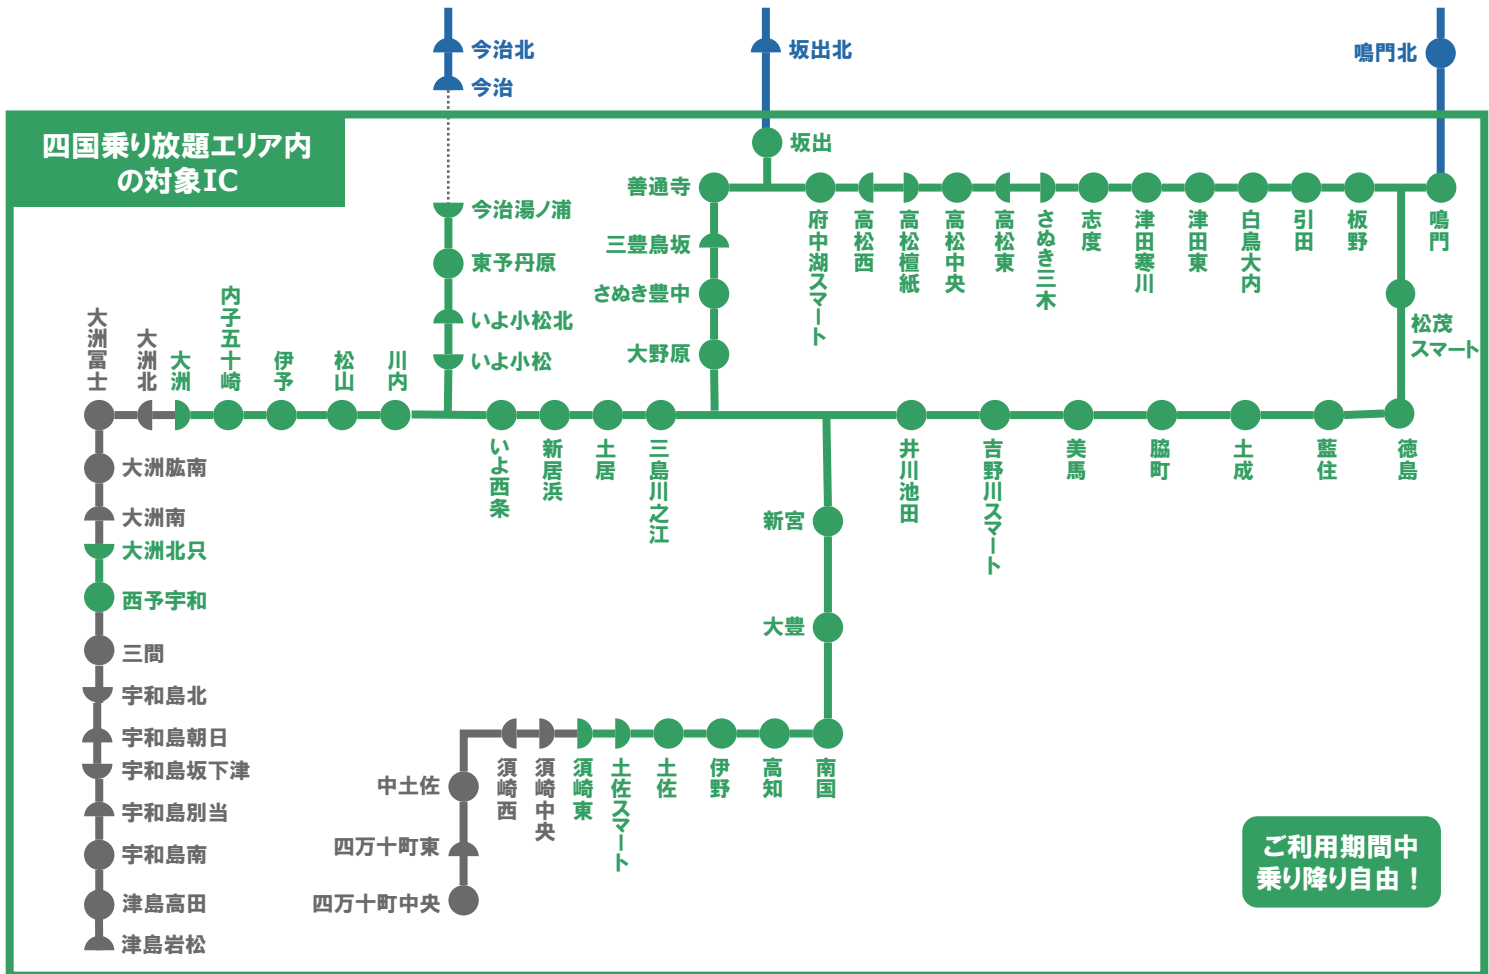 今治北
今治
坂出北
鳴門北
四国乗り放題エリア内
の対象IC
坂出
善通寺
三豊鳥坂
さぬき豊中
大野原
府中湖スマート
高松西
高松檀紙
高松中央
高松東
さぬき三木
志度
津田寒川
津田東
白鳥大内
引田
板野
鳴門
松茂
スマート
今治湯ノ浦
東予丹原
いよ小松北
いよ小松
大洲冨士
大洲北
大洲
内子五十崎
伊予
松山
川内
いよ西条
新居浜
土居
三島川之江
井川池田
吉野川スマート
美馬
脇町
土成
藍住
徳島
大洲肱南
大洲南
大洲北只
西予宇和
三間
宇和島北
宇和島朝日
宇和島坂下津
宇和島別当
宇和島南
津島高田
津島岩松
新宮
大豊
南国
高知
伊野
土佐
土佐スマート
須崎東
須崎中央
須崎西
中土佐
四万十町東
四万十町中央
ご利用期間中
乗り降り自由！